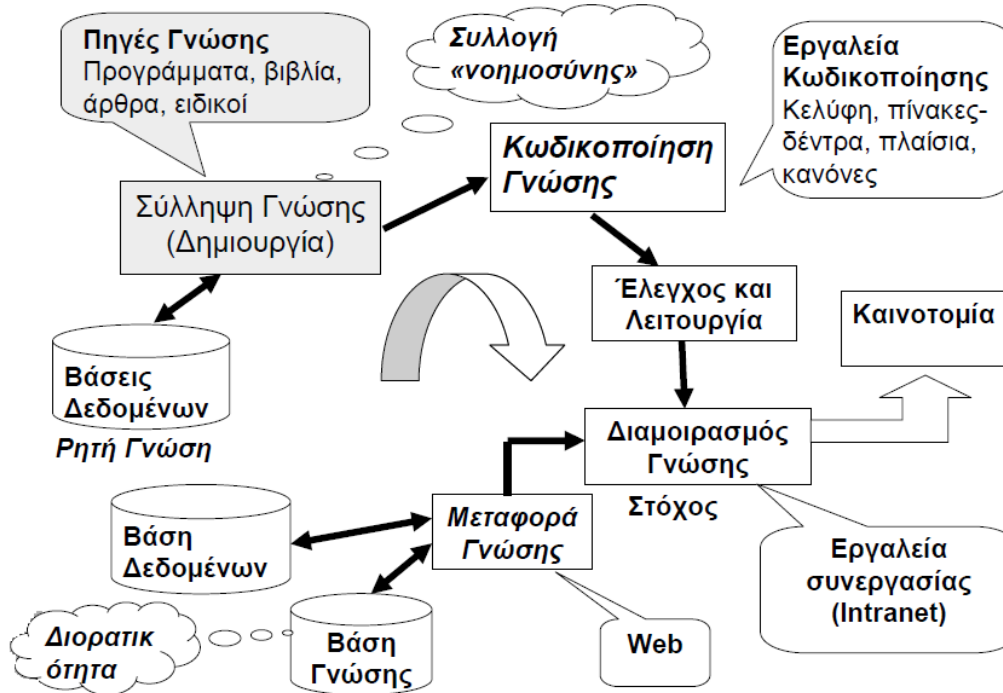 Πηγές Γνώσης
Προγράμματα, βιβλία,
άρθρα, ειδικοί
Συλλογή
«νοημοσύνης»
Εργαλεία
Κωδικοποίησης
Κελύφη, πίνακες-
δέντρα, πλαίσια,
κανόνες
Κωδικοποίηση
Γνώσης
Σύλληψη Γνώσης
(Δημιουργία)
Έλεγχος και
Λειτουργία
Καινοτομία
Βάσεις
Δεδομένων
Ρητή Γνώση
Διαμοιρασμός
Γνώσης
Στόχος
Μεταφορά
Γνώσης
Βάση
Δεδομένων
Εργαλεία
συνεργασίας
(Intranet)
Διορατικ
ότητα
Βάση
Γνώσης
Web